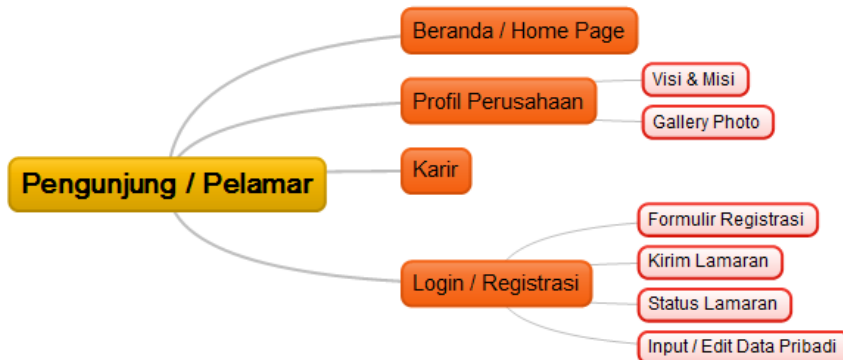 Pengunjung / Pelamar
Beranda / Home Page
Profil Perusahaan
Visi & Misi
Gallery Photo
Karir
Login / Registrasi
Formulir Registrasi
Kirim Lamaran
Status Lamaran
Input / Edit Data Pribadi